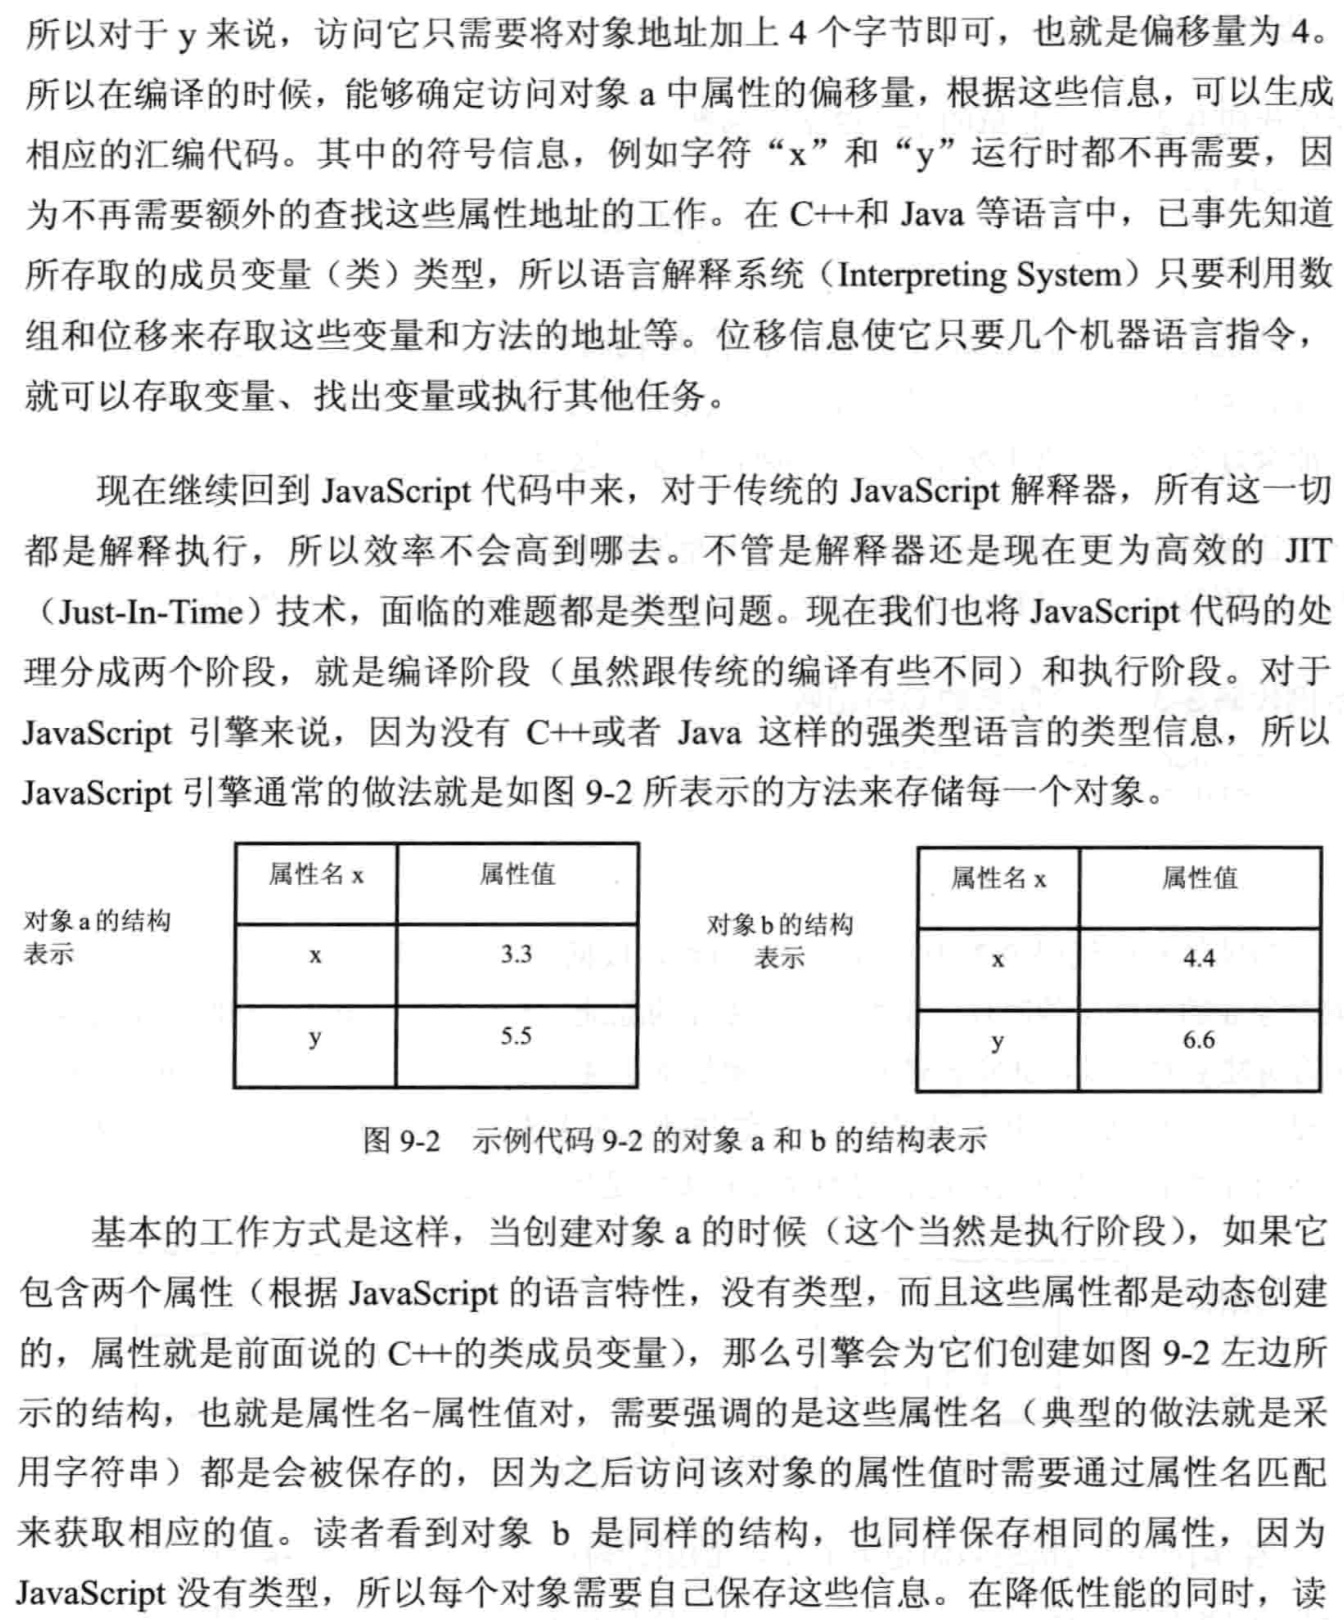 所以对于 y 来说，访问它只需要将对象地址加上 4 个字节即可，也就是偏移量为 4。
所以在编译的时候，能够确定访问对象 a 中属性的偏移量，根据这些信息，可以生成
相应的汇编代码。其中的符号信息，例如字符“x”和“y”运行时都不再需要，因
为不再需要额外的查找这些属性地址的工作。在 C++和 Java 等语言中，已事先知道
所存取的成员变量（类）类型，所以语言解释系统（Interpreting System）只要利用数
组和位移来存取这些变量和方法的地址等。位移信息使它只要几个机器语言指令，
就可以存取变量、找出变量或执行其他任务。
现在继续回到 JavaScript 代码中来，对于传统的 JavaScript 解释器，所有这一切
都是解释执行，所以效率不会高到哪去。不管是解释器还是现在更为高效的 JIT
（Just-In-Time）技术，面临的难题都是类型问题。现在我们也将 JavaScript 代码的处
理分成两个阶段，就是编译阶段（虽然跟传统的编译有些不同）和执行阶段。对于
JavaScript 引擎来说，因为没有 C++或者 Java 这样的强类型语言的类型信息，所以
JavaScript 引擎通常的做法就是如图 9-2 所表示的方法来存储每一个对象。
对象 a 的结构
表示
属性名 x 属性值
x 3.3
y 5.5
对象 b 的结构
表示
属性名 x 属性值
x 4.4
y 6.6
图 9-2 示例代码 9-2 的对象 a 和 b 的结构表示
基本的工作方式是这样，当创建对象 a 的时候（这个当然是执行阶段），如果它
包含两个属性（根据 JavaScript 的语言特性，没有类型，而且这些属性都是动态创建
的，属性就是前面说的 C++的类成员变量），那么引擎会为它们创建如图 9-2 左边所
示的结构，也就是属性名-属性值对，需要强调的是这些属性名（典型的做法就是采
用字符串）都是会被保存的，因为之后访问该对象的属性值时需要通过属性名匹配
来获取相应的值。读者看到对象 b 是同样的结构，也同样保存相同的属性，因为
JavaScript 没有类型，所以每个对象需要自己保存这些信息。在降低性能的同时，读